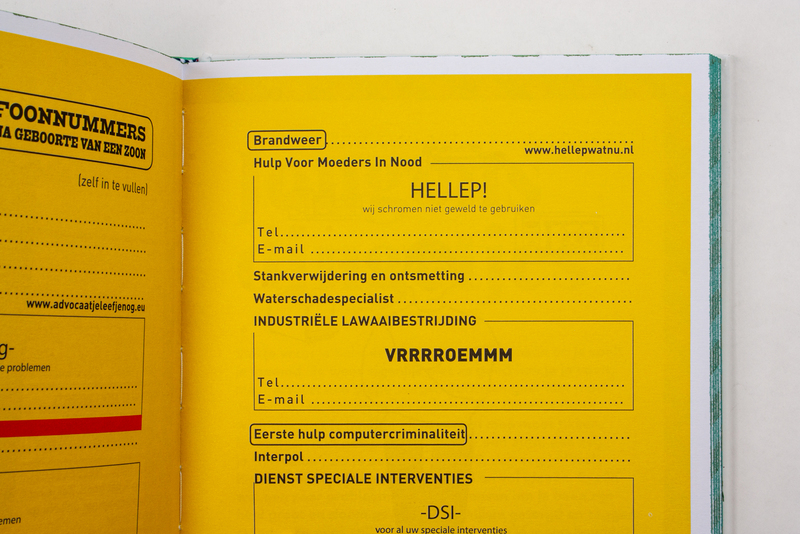 FOONNUMMERS
NA GEBOORTE VAN EEN ZOON
(zelf in te vullen)
www.advocaatjeleefjenog.eu
g-
e problemen
emen
Brandweer
www.hellepwatnu.nl
Hulp Voor Moeders In Nood
HELLEP!
wij schromen niet geweld te gebruiken
Tel
E-mail
Stankverwijdering en ontsmetting
Waterschadespecialist
INDUSTRIËLE LAWAAIBESTRIJDING
VRRRROEMMM
Tel
E-mail
Eerste hulp computercriminaliteit
Interpol
DIENST SPECIALE INTERVENTIES
-DSI-
voor al uw speciale interventies